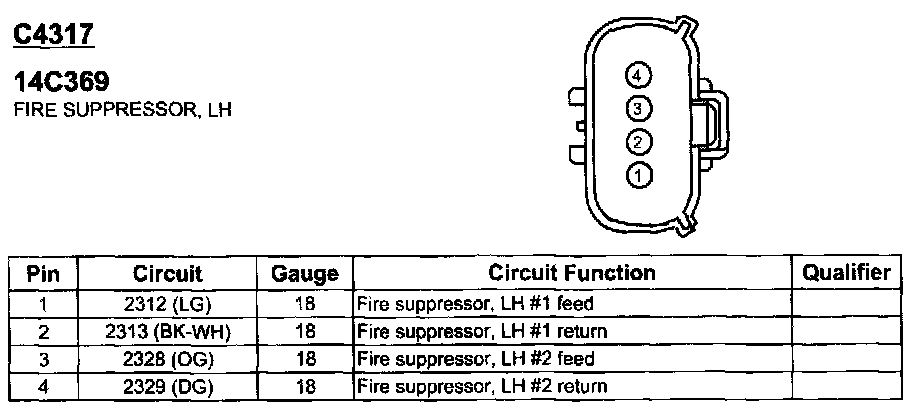 C4317
14C369
FIRE SUPPRESSOR, LH
4
3
2
1
Pin Circuit Gauge Circuit Function Qualifier
1 2312 (LG) 18 Fire suppressor, LH #1 feed
2 2313 (BK-WH) 18 Fire suppressor, LH #1 return
3 2328 (OG) 18 Fire suppressor, LH #2 feed
4 2329 (DG) 18 Fire suppressor, LH #2 return